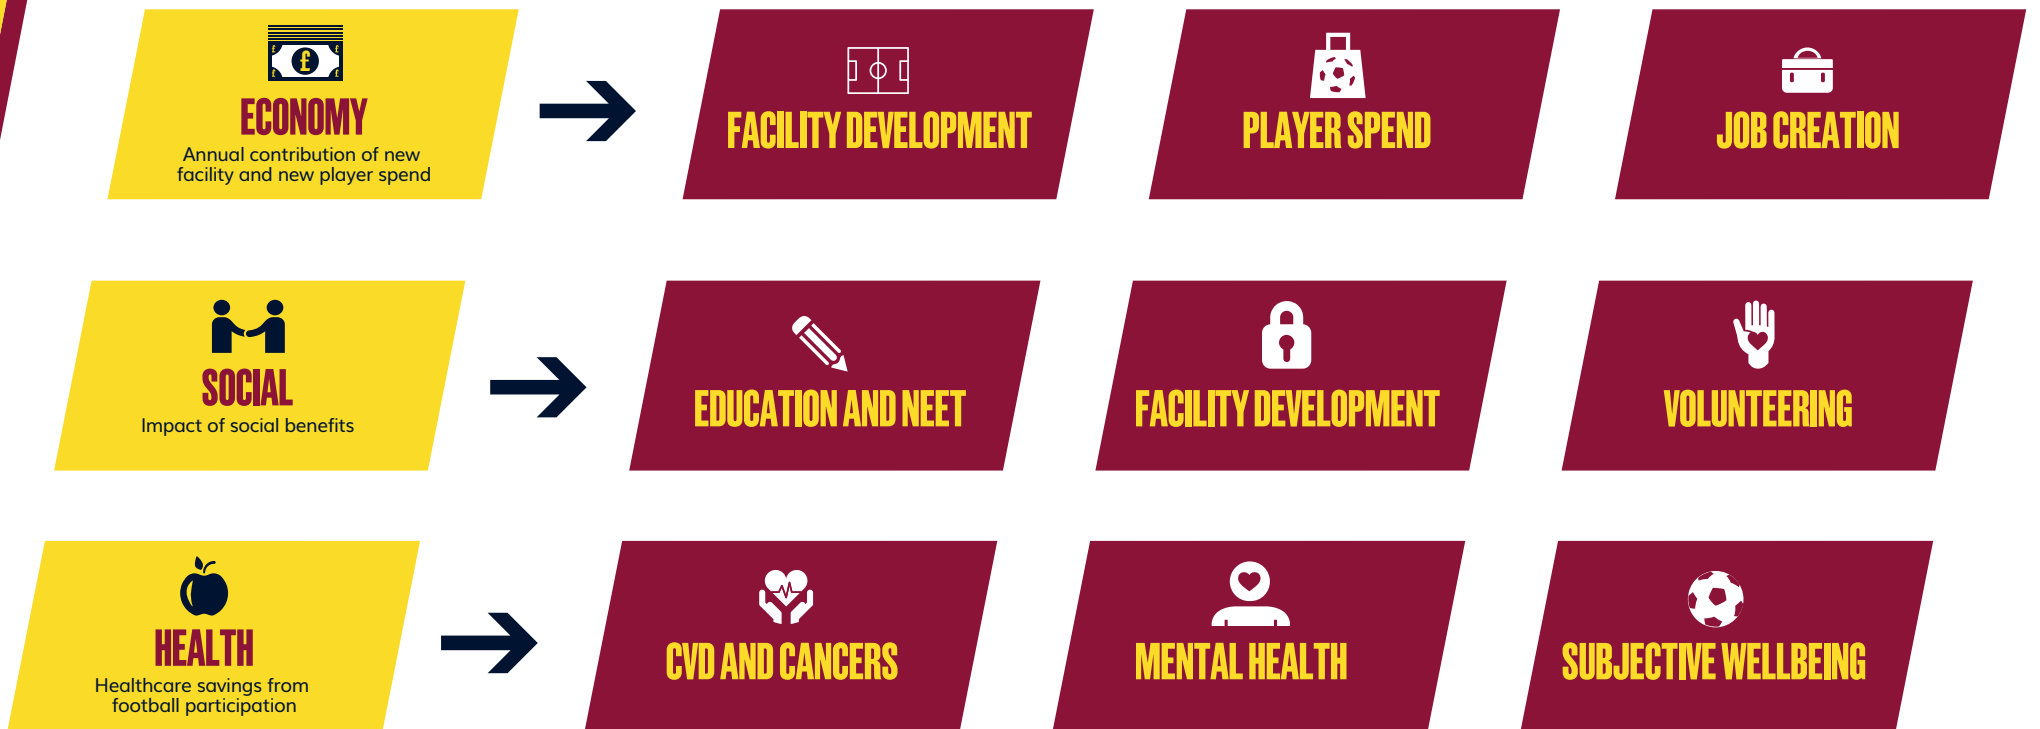 ECONOMY
Annual contribution of new
facility and new player spend
FACILITY DEVELOPMENT
PLAYER SPEND
JOB CREATION
SOCIAL
Impact of social benefits
EDUCATION AND NEET
FACILITY DEVELOPMENT
VOLUNTEERING
HEALTH
Healthcare savings from
football participation
CVD AND CANCERS
MENTAL HEALTH
SUBJECTIVE WELLBEING